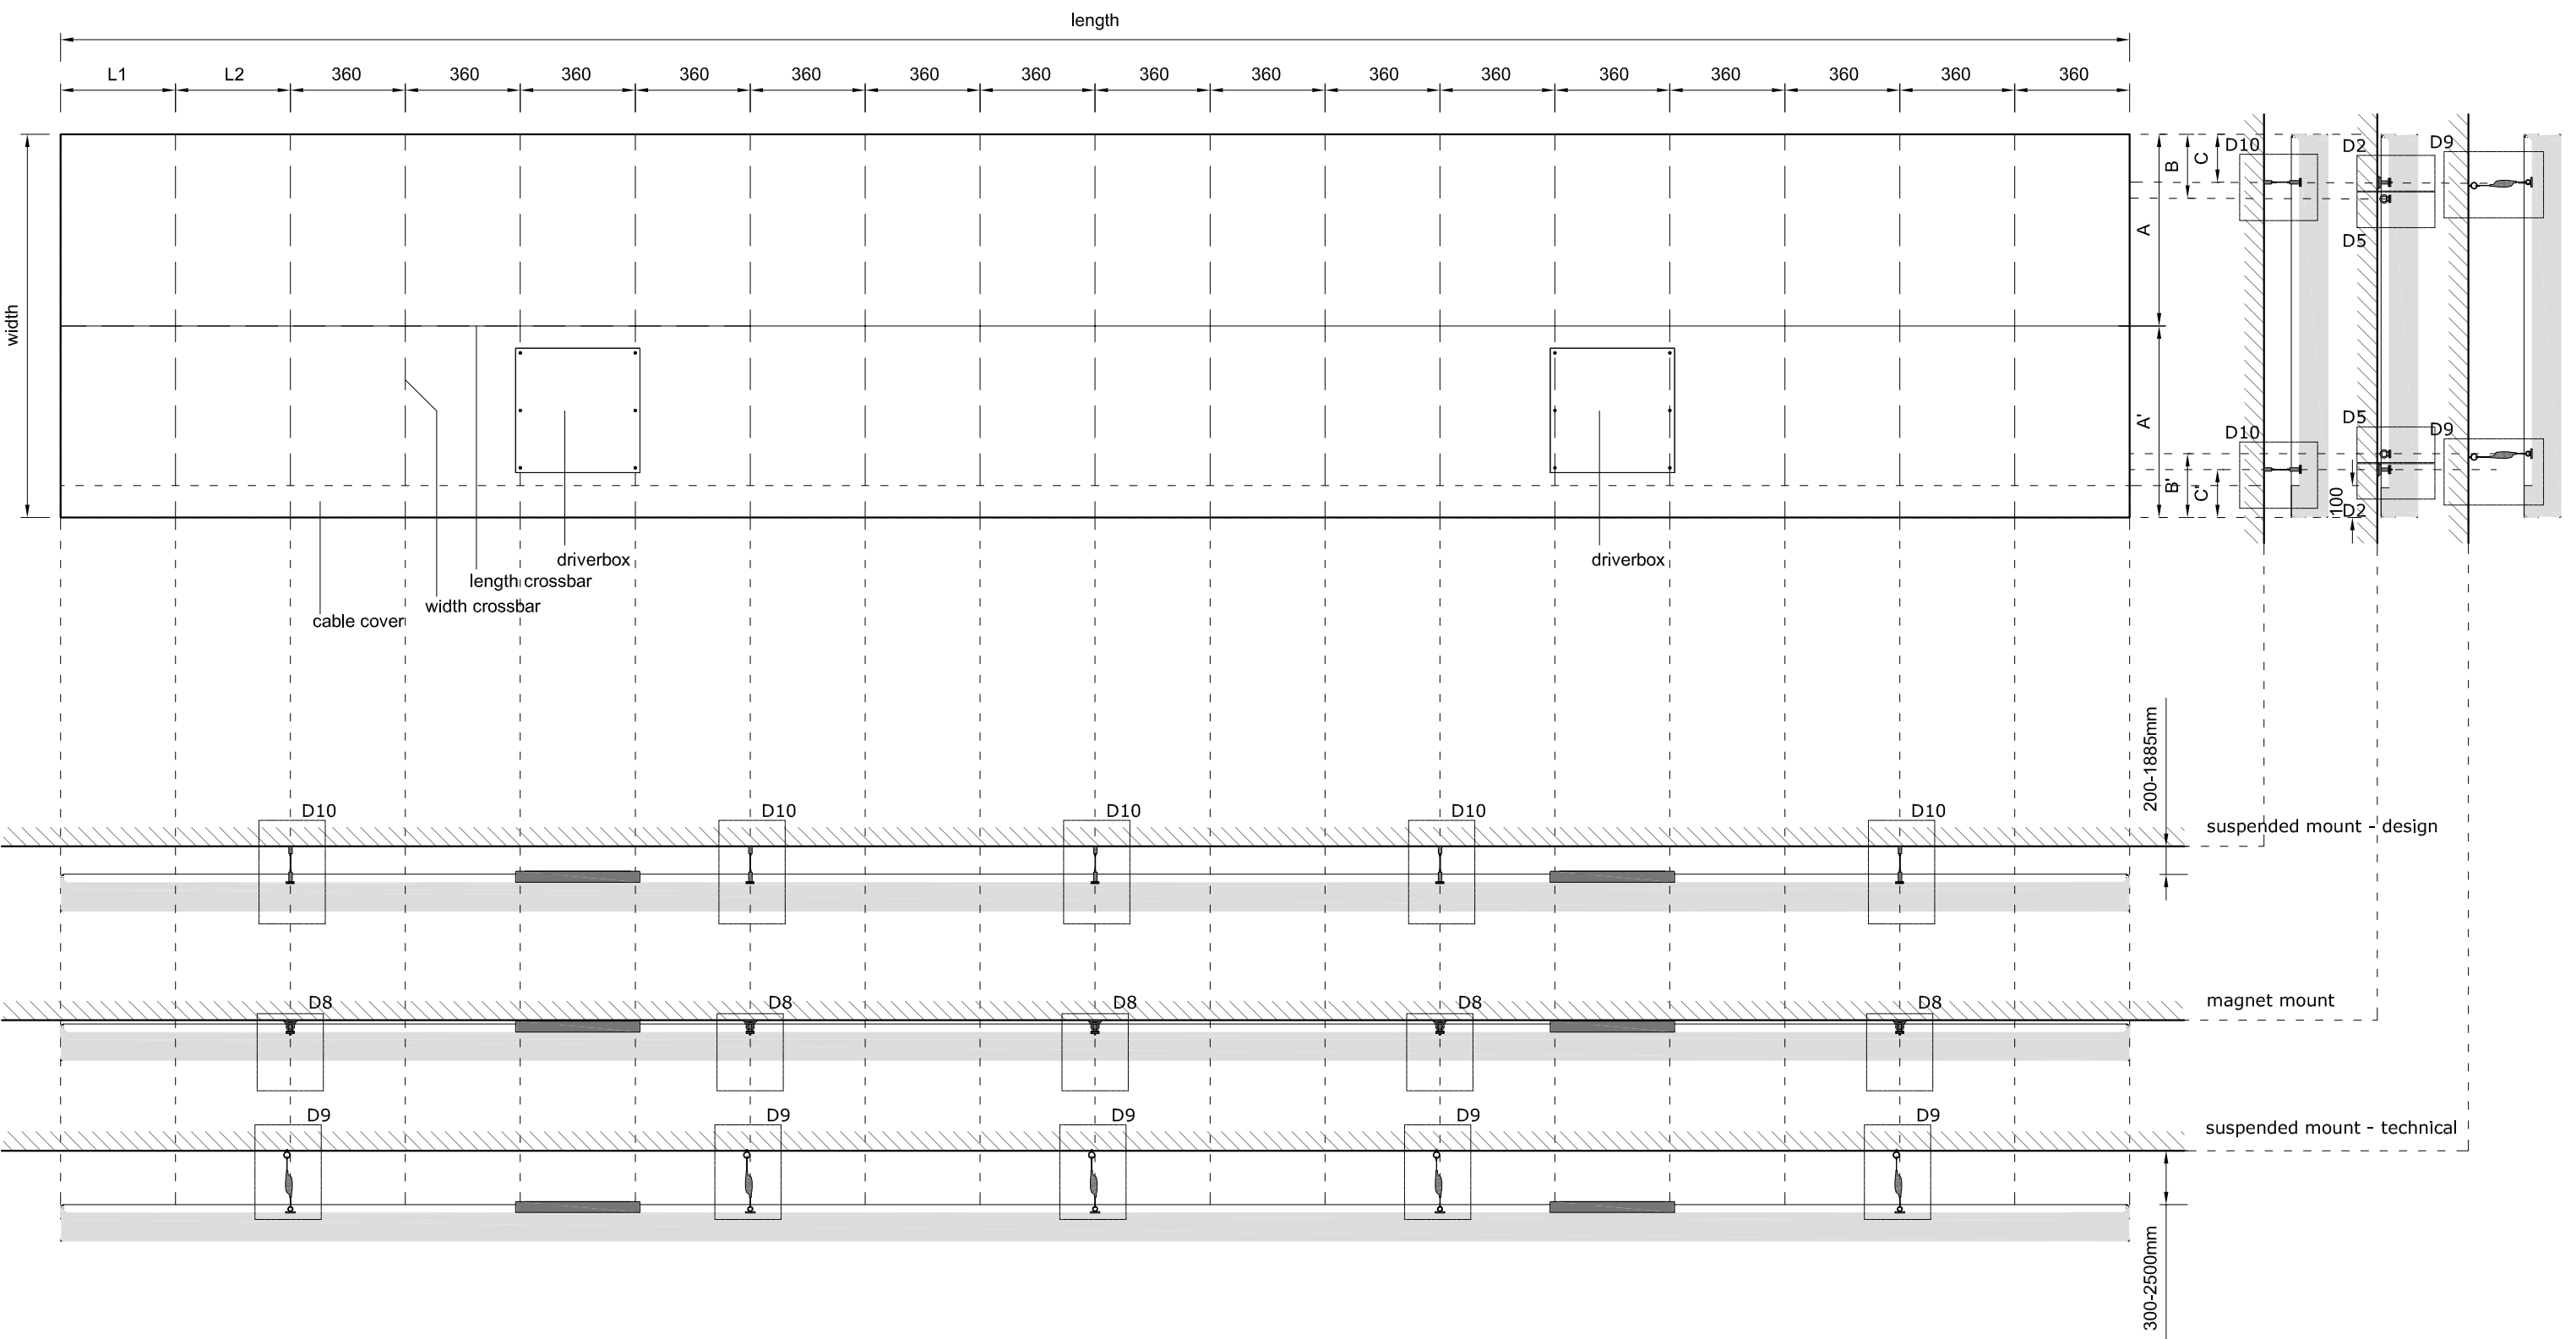 length
L1 L2 360 360 360 360 360 360 360 360 360 360 360 360 360 360 360 360
width
A
B
C
A'
B'
C'
100
D10
D2
D9
D5
D5
D10
D9
D2
driverbox
driverbox
length crossbar
width crossbar
cable cover
200-1885mm
D10 D10 D10 D10 D10
suspended mount - design
D8 D8 D8 D8 D8
magnet mount
D9 D9 D9 D9 D9
suspended mount - technical
300-2500mm